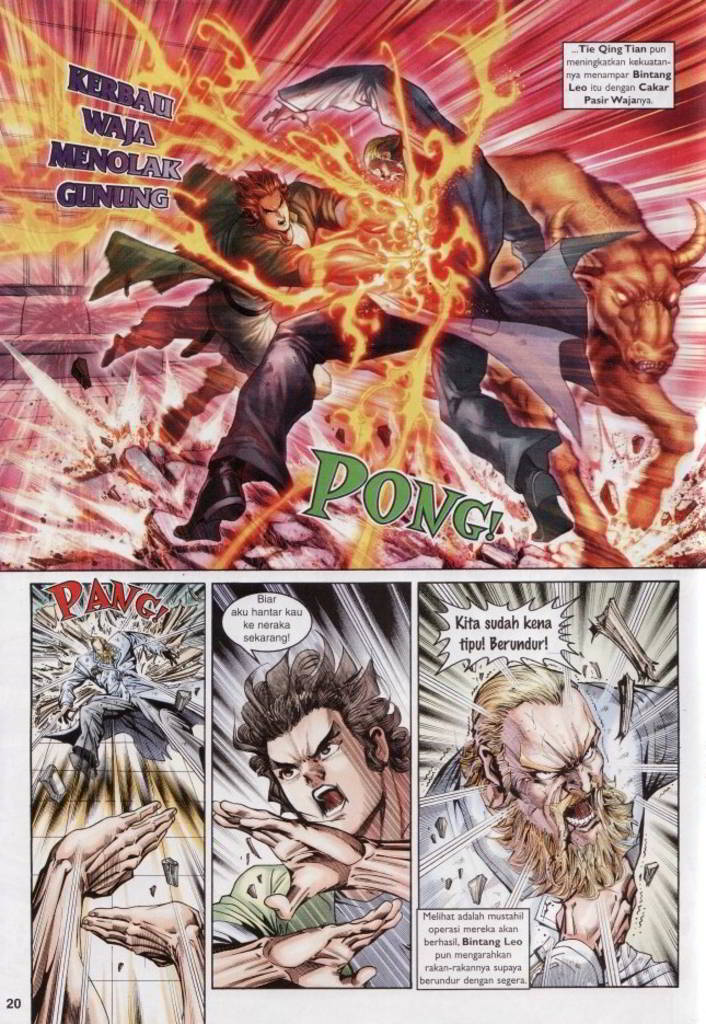 ...Tie Qing Tian pun
meningkatkan kekuatan-
nya menampar Bintang
Leo itu dengan Cakar
Pasir Wajanya.
KERBAU
WAJA
MENOLAK
GUNUNG
PONG!
PANG!
Biar
aku hantar kau
ke neraka
sekarang!
Kita sudah kena
tipu! Berundur!
Melihat adalah mustahil
operasi mereka akan
berhasil, Bintang Leo
pun mengarahkan
rakan-rakannya supaya
berundur dengan segera.
20